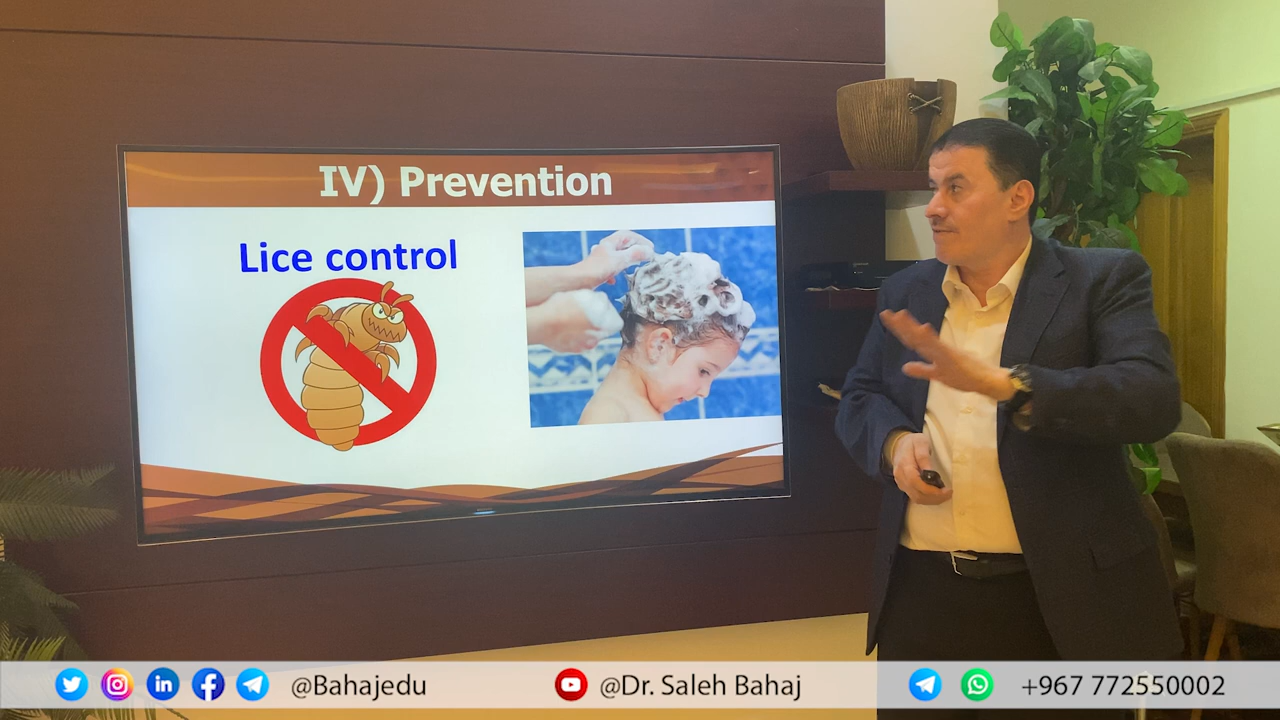 IV) Prevention
Lice control
@Bahajedu
@Dr. Saleh Bahaj
+967 772550002